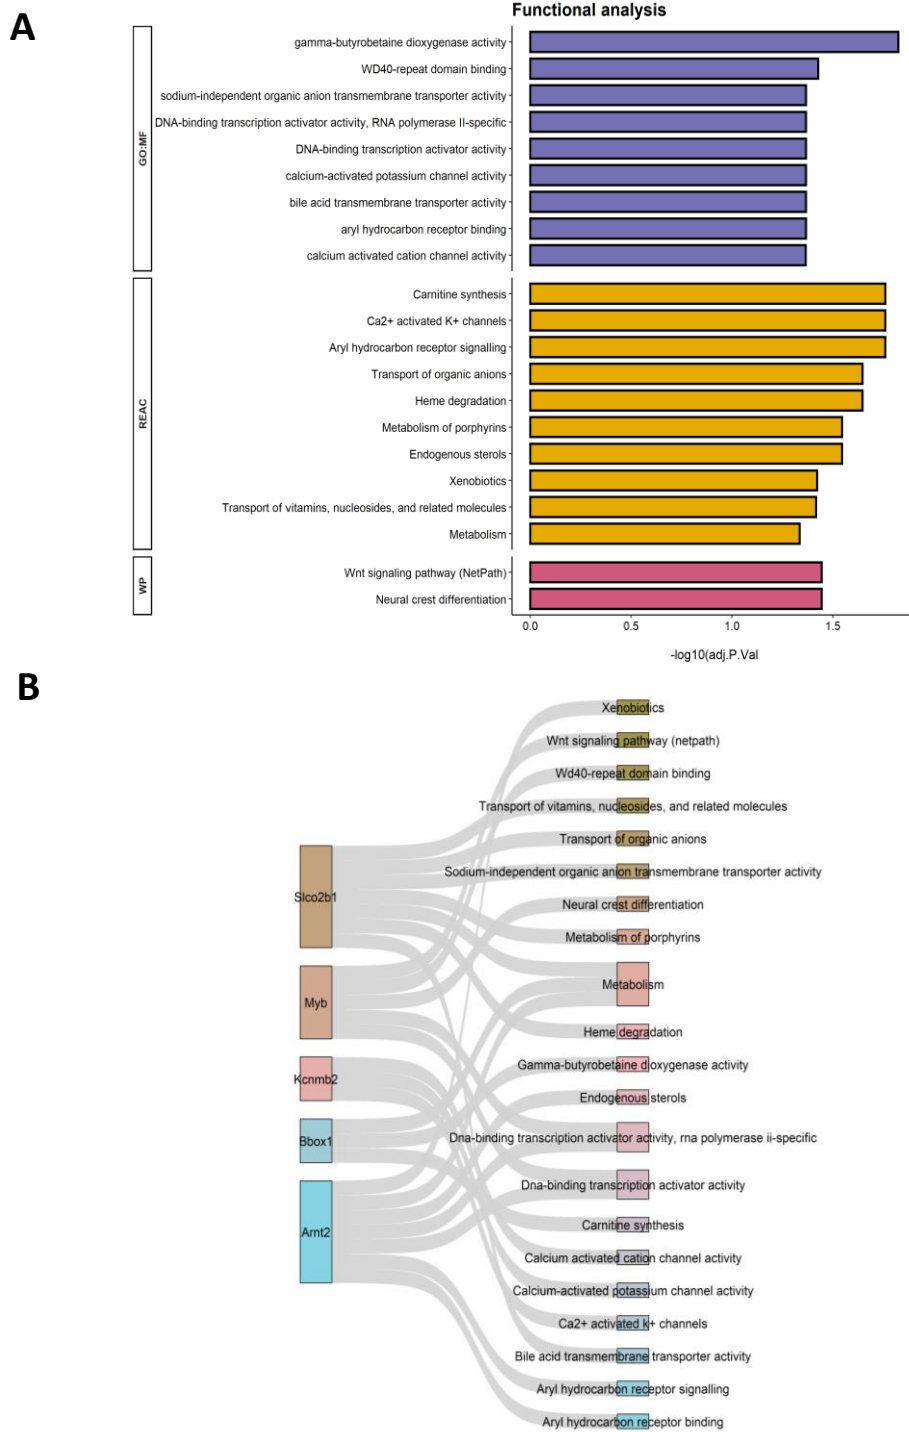 A
Functional analysis
GO:MF
gamma-butyrobetaine dioxygenase activity
WD40-repeat domain binding
sodium-independent organic anion transmembrane transporter activity
DNA-binding transcription activator activity, RNA polymerase II-specific
DNA-binding transcription activator activity
calcium-activated potassium channel activity
bile acid transmembrane transporter activity
aryl hydrocarbon receptor binding
calcium activated cation channel activity
REAC
Carnitine synthesis
Ca2+ activated K+ channels
Aryl hydrocarbon receptor signalling
Transport of organic anions
Heme degradation
Metabolism of porphyrins
Endogenous sterols
Xenobiotics
Transport of vitamins, nucleosides, and related molecules
Metabolism
WP
Wnt signaling pathway (NetPath)
Neural crest differentiation
0.0 0.5 1.0 1.5
-log10(adj.P.Val
B
Slco2b1
Myb
Kcnmb2
Bbox1
Arnt2
Xenobiotics
Wnt signaling pathway (netpath)
Wd40-repeat domain binding
Transport of vitamins, nucleosides, and related molecules
Transport of organic anions
Sodium-independent organic anion transmembrane transporter activity
Neural crest differentiation
Metabolism of porphyrins
Metabolism
Heme degradation
Gamma-butyrobetaine dioxygenase activity
Endogenous sterols
Dna-binding transcription activator activity, rna polymerase ii-specific
Dna-binding transcription activator activity
Carnitine synthesis
Calcium activated cation channel activity
Calcium-activated potassium channel activity
Ca2+ activated k+ channels
Bile acid transmembrane transporter activity
Aryl hydrocarbon receptor signalling
Aryl hydrocarbon receptor binding